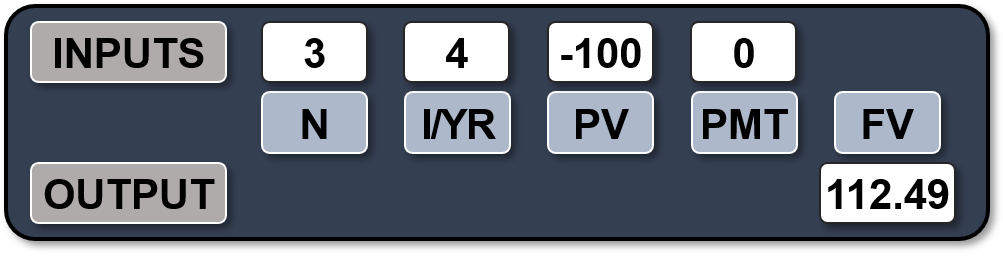 INPUTS 3 4 -100 0
N I/YR PV PMT FV
OUTPUT 112.49